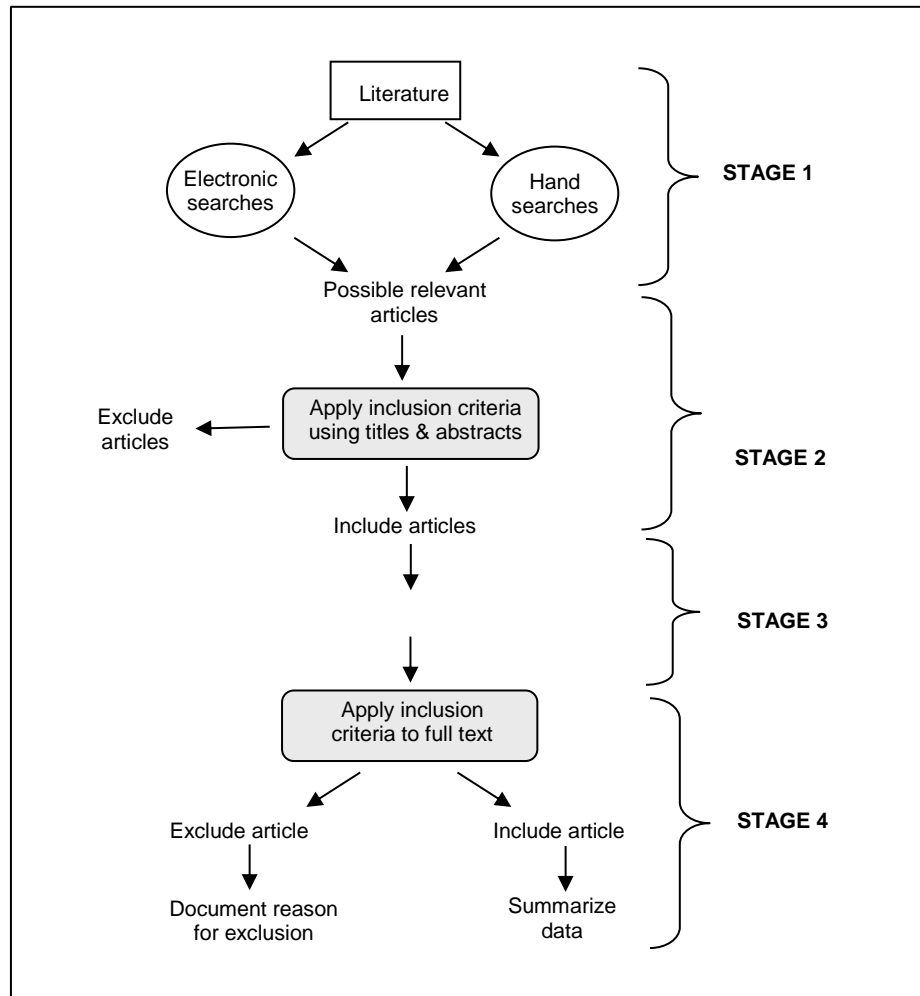 Literature
STAGE 1
Electronic
searches
Hand
searches
Possible relevant
articles
Apply inclusion criteria
using titles & abstracts
Exclude
articles
STAGE 2
Include articles
STAGE 3
Apply inclusion
criteria to full text
Exclude article
Include article
STAGE 4
Document reason
for exclusion
Summarize
data